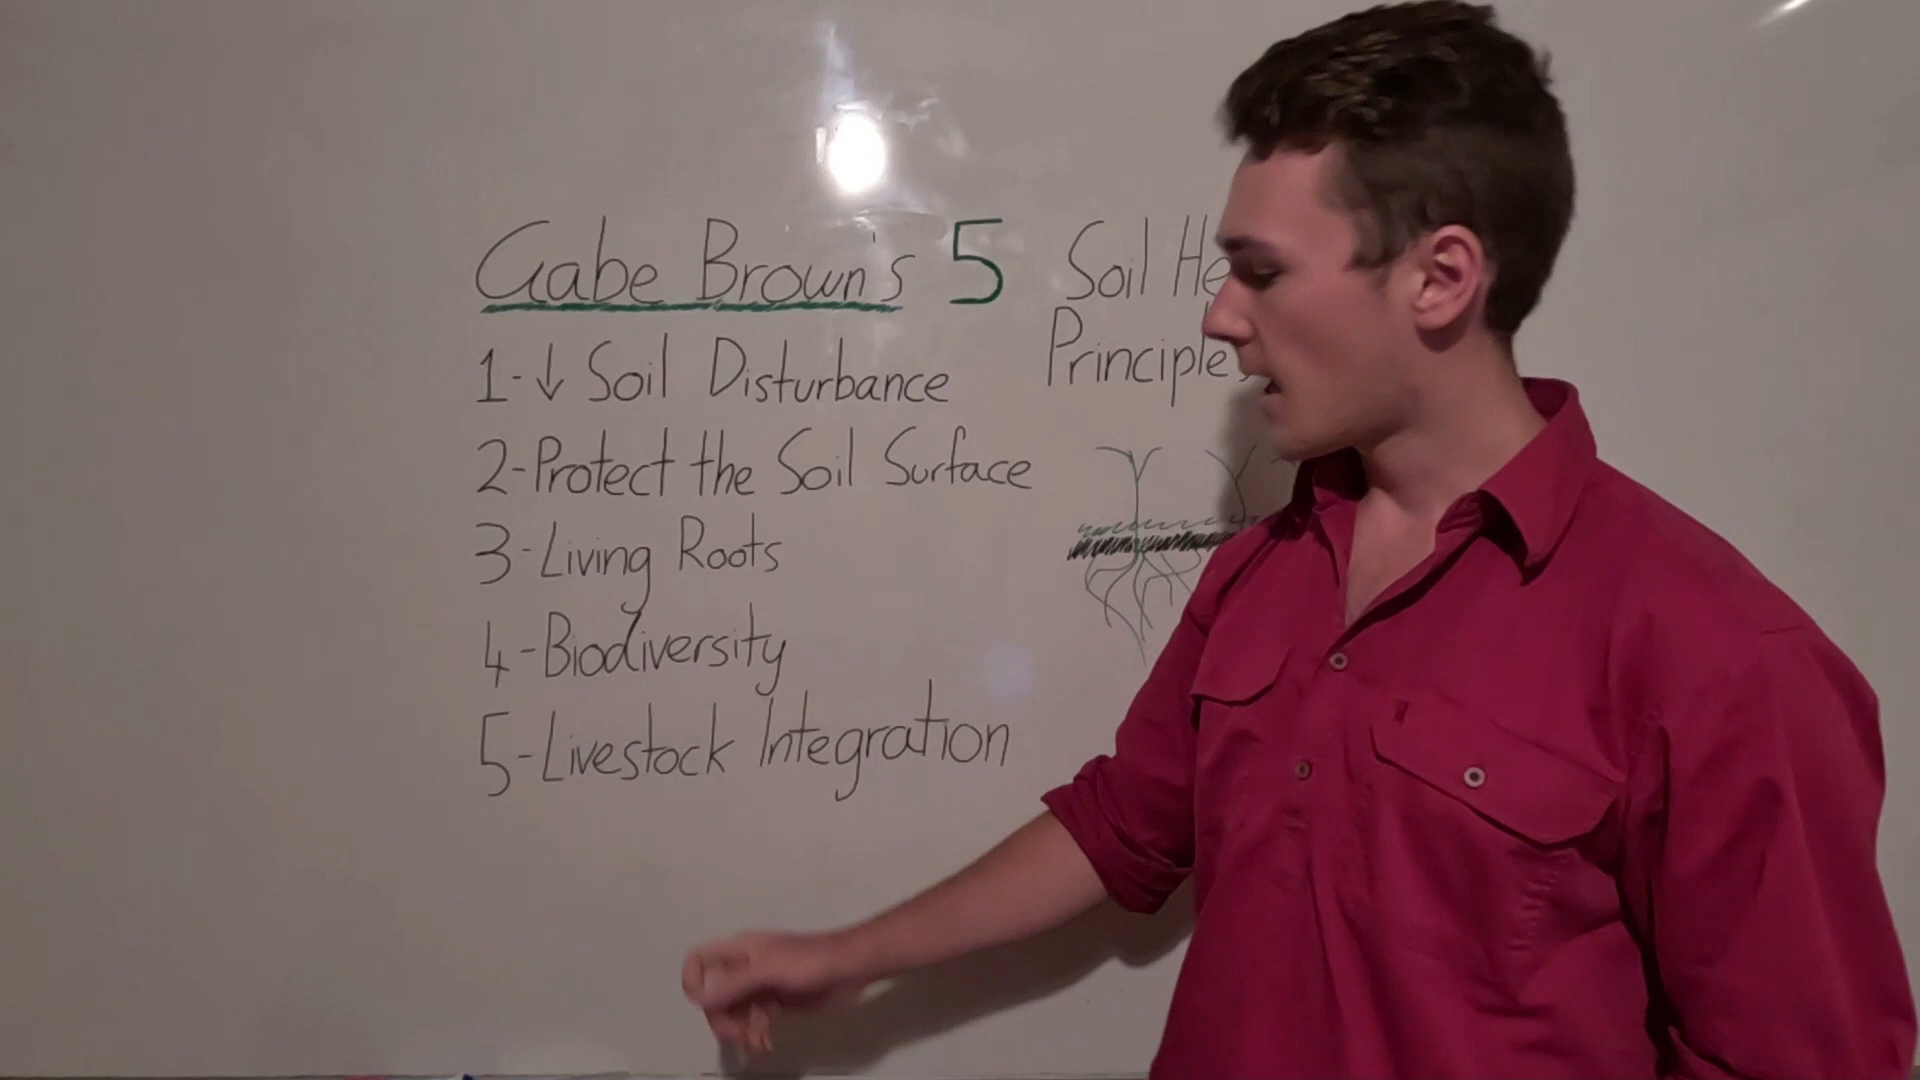 Gabe Brown's 5 Soil
Principles
1-↓ Soil Disturbance
2-Protect the Soil Surface
3-Living Roots
4-Biodiversity
5-Livestock Integration